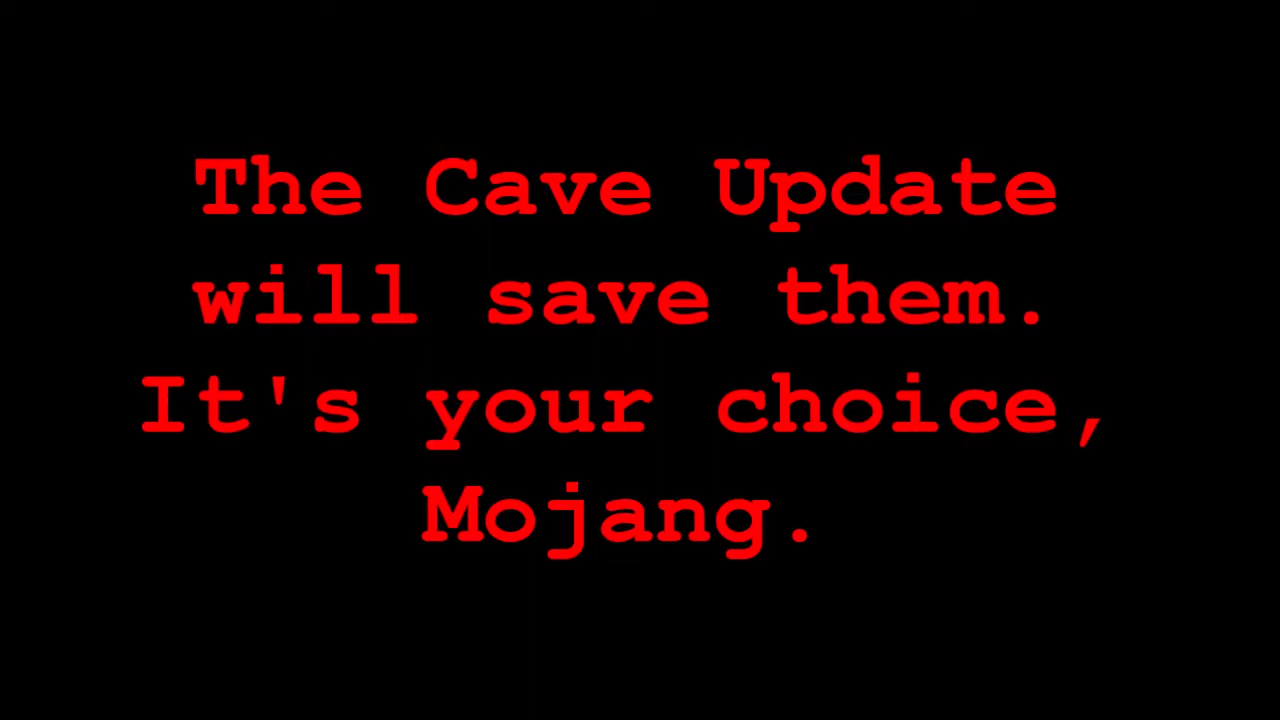 The Cave Update
will save them.
It's your choice,
Mojang.